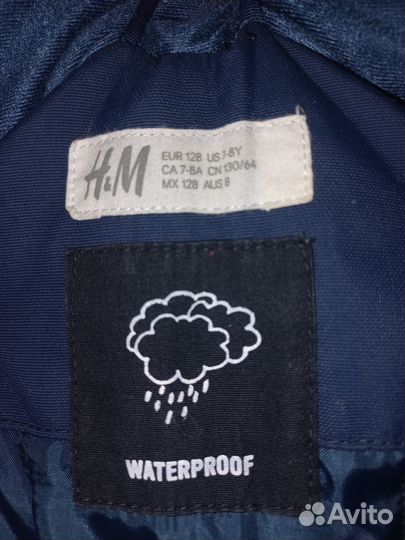 H&M
EUR 128 US 7-8Y
CA 7-8A CN 130/64
MX 128 AUS 8
WATERPROOF
Avito